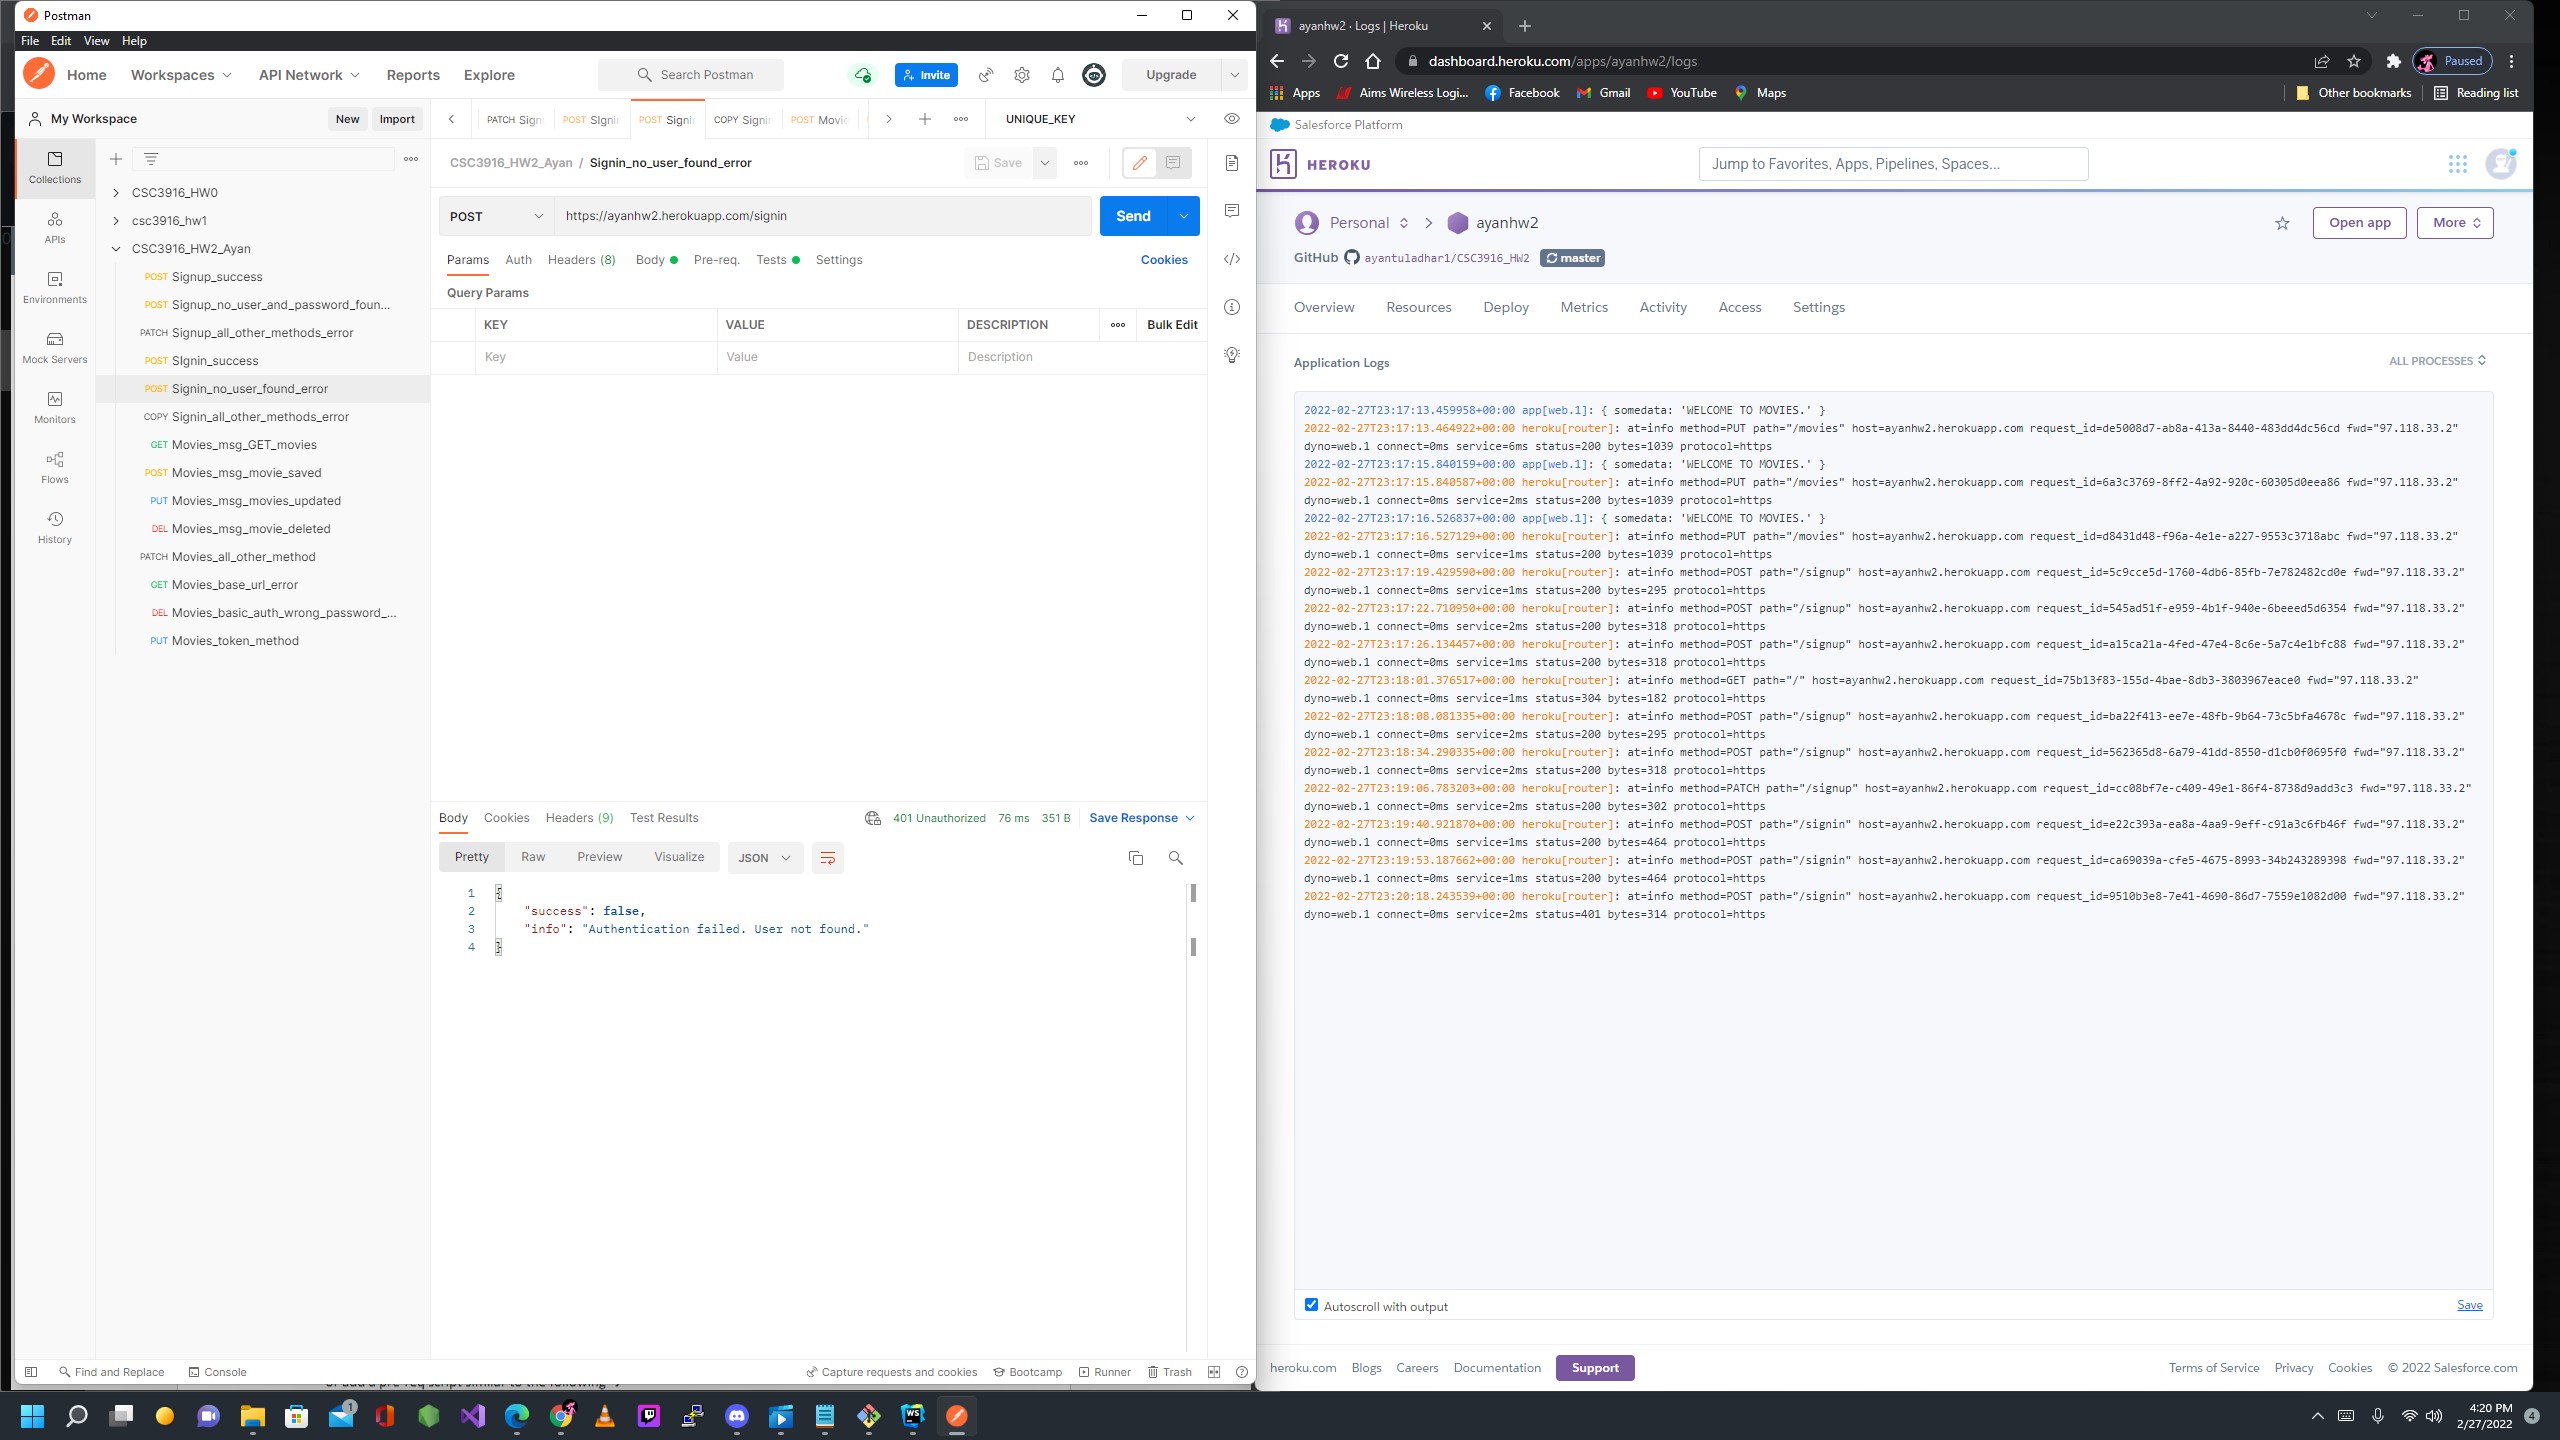 Postman
File Edit View Help
Home Workspaces API Network Reports Explore
Search Postman
Invite
Upgrade
My Workspace
New Import
PATCH Signi
POST SIgnin
POST Signin
COPY Signin
POST Movie
UNIQUE_KEY
Collections
APIs
Environments
Mock Servers
Monitors
Flows
History
CSC3916_HW0
csc3916_hw1
CSC3916_HW2_Ayan
POST Signup_success
POST Signup_no_user_and_password_foun...
PATCH Signup_all_other_methods_error
POST SIgnin_success
POST Signin_no_user_found_error
COPY Signin_all_other_methods_error
GET Movies_msg_GET_movies
POST Movies_msg_movie_saved
PUT Movies_msg_movies_updated
DEL Movies_msg_movie_deleted
PATCH Movies_all_other_method
GET Movies_base_url_error
DEL Movies_basic_auth_wrong_password_...
PUT Movies_token_method
CSC3916_HW2_Ayan / Signin_no_user_found_error
Save
POST https://ayanhw2.herokuapp.com/signin
Send
Params Auth Headers (8) Body Pre-req. Tests Settings Cookies
Query Params
KEY VALUE DESCRIPTION Bulk Edit
Key Value Description
Body Cookies Headers (9) Test Results
401 Unauthorized 76 ms 351 B Save Response
Pretty Raw Preview Visualize JSON
1 {
2 "success": false,
3 "info": "Authentication failed. User not found."
4 }
Find and Replace Console
Capture requests and cookies Bootcamp Runner Trash
ayanhw2 · Logs | Heroku
dashboard.heroku.com/apps/ayanhw2/logs
Paused
Apps Aims Wireless Logi... Facebook Gmail YouTube Maps Other bookmarks Reading list
Salesforce Platform
HEROKU
Jump to Favorites, Apps, Pipelines, Spaces...
Personal ayanhw2
Open app More
GitHub ayantuladhar1/CSC3916_HW2 master
Overview Resources Deploy Metrics Activity Access Settings
Application Logs
ALL PROCESSES
2022-02-27T23:17:13.459958+00:00 app[web.1]: { somedata: 'WELCOME TO MOVIES.' }
2022-02-27T23:17:13.464922+00:00 heroku[router]: at=info method=PUT path="/movies" host=ayanhw2.herokuapp.com request_id=de5008d7-ab8a-413a-8440-483dd4dc56cd fwd="97.118.33.2"
dyno=web.1 connect=0ms service=6ms status=200 bytes=1039 protocol=https
2022-02-27T23:17:15.840159+00:00 app[web.1]: { somedata: 'WELCOME TO MOVIES.' }
2022-02-27T23:17:15.840587+00:00 heroku[router]: at=info method=PUT path="/movies" host=ayanhw2.herokuapp.com request_id=6a3c3769-8ff2-4a92-920c-60305d0eea86 fwd="97.118.33.2"
dyno=web.1 connect=0ms service=2ms status=200 bytes=1039 protocol=https
2022-02-27T23:17:16.526837+00:00 app[web.1]: { somedata: 'WELCOME TO MOVIES.' }
2022-02-27T23:17:16.527129+00:00 heroku[router]: at=info method=PUT path="/movies" host=ayanhw2.herokuapp.com request_id=d8431d48-f96a-4e1e-a227-9553c3718abc fwd="97.118.33.2"
dyno=web.1 connect=0ms service=1ms status=200 bytes=1039 protocol=https
2022-02-27T23:17:19.429590+00:00 heroku[router]: at=info method=POST path="/signup" host=ayanhw2.herokuapp.com request_id=5c9cce5d-1760-4db6-85fb-7e782482cd0e fwd="97.118.33.2"
dyno=web.1 connect=0ms service=1ms status=200 bytes=295 protocol=https
2022-02-27T23:17:22.710950+00:00 heroku[router]: at=info method=POST path="/signup" host=ayanhw2.herokuapp.com request_id=545ad51f-e959-4b1f-940e-6beeed5d6354 fwd="97.118.33.2"
dyno=web.1 connect=0ms service=2ms status=200 bytes=318 protocol=https
2022-02-27T23:17:26.134457+00:00 heroku[router]: at=info method=POST path="/signup" host=ayanhw2.herokuapp.com request_id=a15ca21a-4fed-47e4-8c6e-5a7c4e1bfc88 fwd="97.118.33.2"
dyno=web.1 connect=0ms service=1ms status=200 bytes=318 protocol=https
2022-02-27T23:18:01.376517+00:00 heroku[router]: at=info method=GET path="/" host=ayanhw2.herokuapp.com request_id=75b13f83-155d-4bae-8db3-3803967eace0 fwd="97.118.33.2"
dyno=web.1 connect=0ms service=1ms status=304 bytes=182 protocol=https
2022-02-27T23:18:08.081335+00:00 heroku[router]: at=info method=POST path="/signup" host=ayanhw2.herokuapp.com request_id=ba22f413-ee7e-48fb-9b64-73c5bfa4678c fwd="97.118.33.2"
dyno=web.1 connect=0ms service=2ms status=200 bytes=295 protocol=https
2022-02-27T23:18:34.290335+00:00 heroku[router]: at=info method=POST path="/signup" host=ayanhw2.herokuapp.com request_id=562365d8-6a79-41dd-8550-d1cb0f0695f0 fwd="97.118.33.2"
dyno=web.1 connect=0ms service=2ms status=200 bytes=318 protocol=https
2022-02-27T23:19:06.783203+00:00 heroku[router]: at=info method=PATCH path="/signup" host=ayanhw2.herokuapp.com request_id=cc08bf7e-c409-49e1-86f4-8738d9add3c3 fwd="97.118.33.2"
dyno=web.1 connect=0ms service=2ms status=200 bytes=302 protocol=https
2022-02-27T23:19:40.921870+00:00 heroku[router]: at=info method=POST path="/signin" host=ayanhw2.herokuapp.com request_id=e22c393a-ea8a-4aa9-9eff-c91a3c6fb46f fwd="97.118.33.2"
dyno=web.1 connect=0ms service=1ms status=200 bytes=464 protocol=https
2022-02-27T23:19:53.187662+00:00 heroku[router]: at=info method=POST path="/signin" host=ayanhw2.herokuapp.com request_id=ca69039a-cfe5-4675-8993-34b243289398 fwd="97.118.33.2"
dyno=web.1 connect=0ms service=1ms status=200 bytes=464 protocol=https
2022-02-27T23:20:18.243539+00:00 heroku[router]: at=info method=POST path="/signin" host=ayanhw2.herokuapp.com request_id=9510b3e8-7e41-4690-86d7-7559e1082d00 fwd="97.118.33.2"
dyno=web.1 connect=0ms service=2ms status=401 bytes=314 protocol=https
Autoscroll with output
Save
heroku.com Blogs Careers Documentation Support
Terms of Service Privacy Cookies © 2022 Salesforce.com
1
WS
4:20 PM
2/27/2022
4